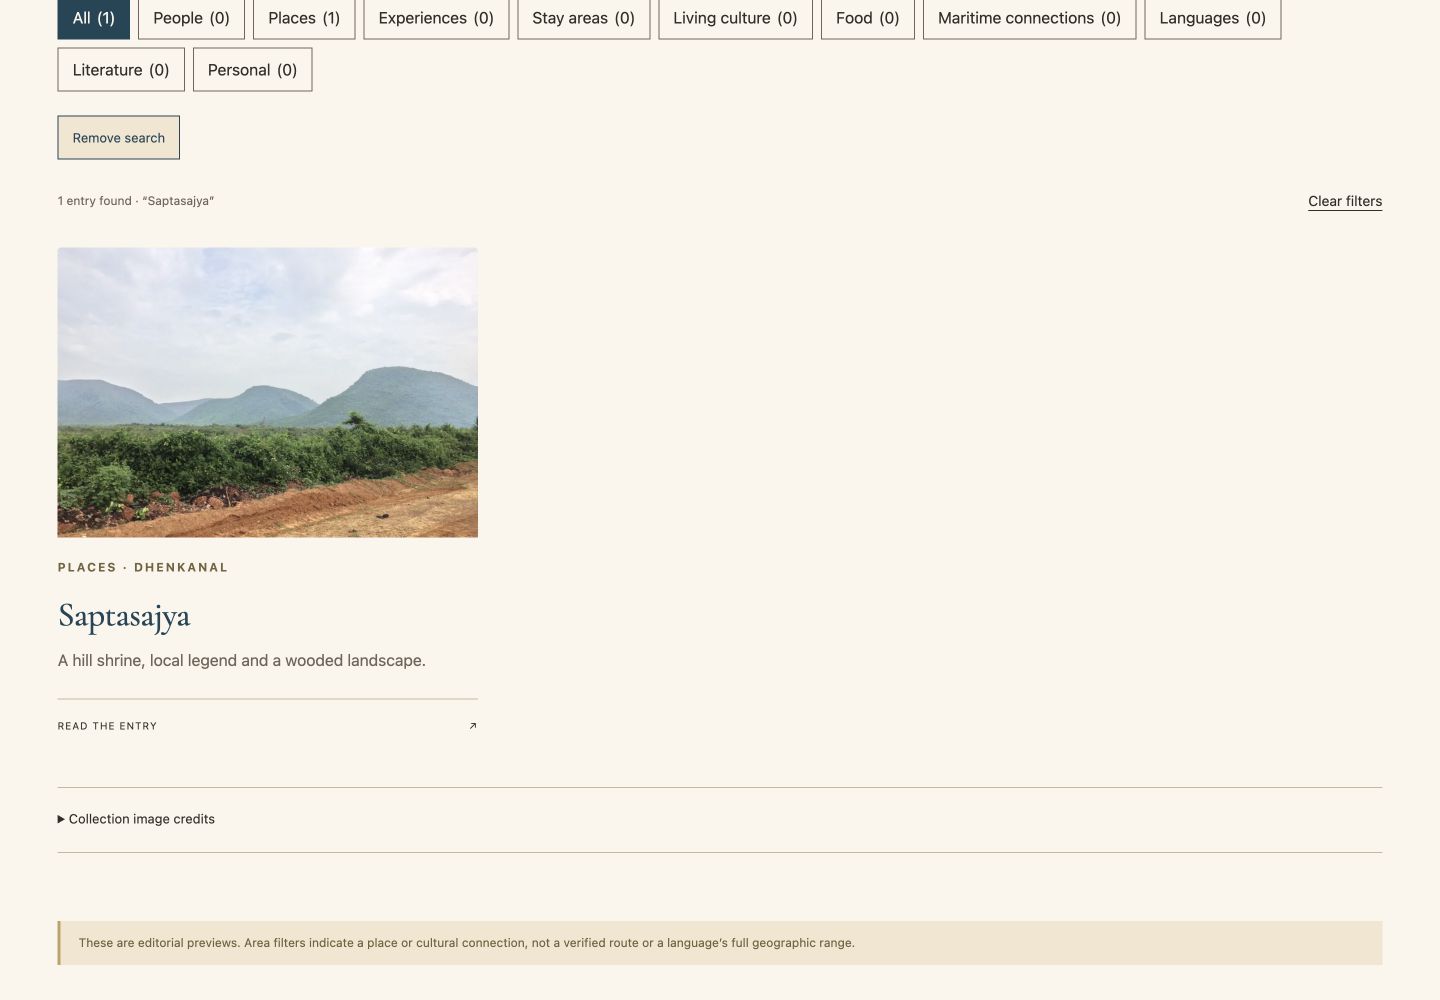 All (1) People (0) Places (1) Experiences (0) Stay areas (0) Living culture (0) Food (0) Maritime connections (0) Languages (0)
Literature (0) Personal (0)
Remove search
1 entry found · “Saptasajya”
Clear filters
PLACES · DHENKANAL
Saptasajya
A hill shrine, local legend and a wooded landscape.
READ THE ENTRY ↗
▶ Collection image credits
These are editorial previews. Area filters indicate a place or cultural connection, not a verified route or a language’s full geographic range.